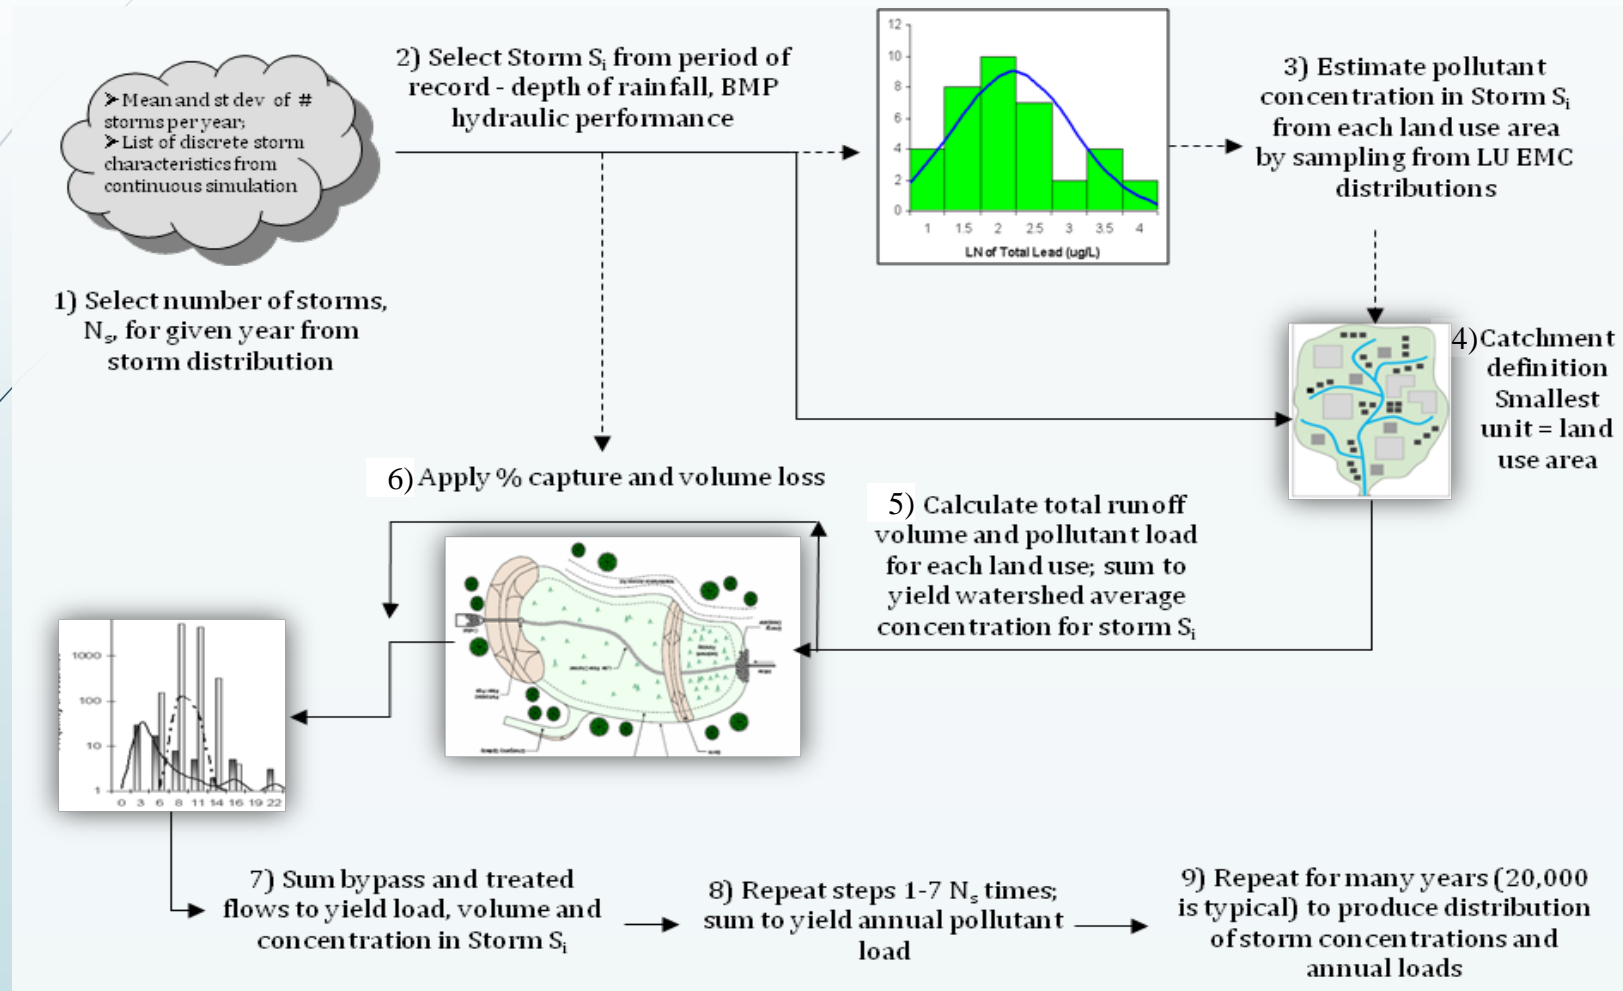 ➢Mean and st dev of #
storms per year;
➢List of discrete storm
characteristics from
continuous simulation
1) Select number of storms,
Ns, for given year from
storm distribution
2) Select Storm Si from period of
record - depth of rainfall, BMP
hydraulic performance
12
10
8
6
4
2
0
1 1.5 2 2.5 3 3.5 4
LN of Total Lead (ug/L)
3) Estimate pollutant
concentration in Storm Si
from each land use area
by sampling from LU EMC
distributions
4) Catchment
definition
Smallest
unit = land
use area
5) Calculate total runoff
volume and pollutant load
for each land use; sum to
yield watershed average
concentration for storm Si
6) Apply % capture and volume loss
1000
100
10
1
0 3 6 8 11 14 16 19 22
7) Sum bypass and treated
flows to yield load, volume and
concentration in Storm Si
8) Repeat steps 1-7 Ns times;
sum to yield annual pollutant
load
9) Repeat for many years (20,000
is typical) to produce distribution
of storm concentrations and
annual loads